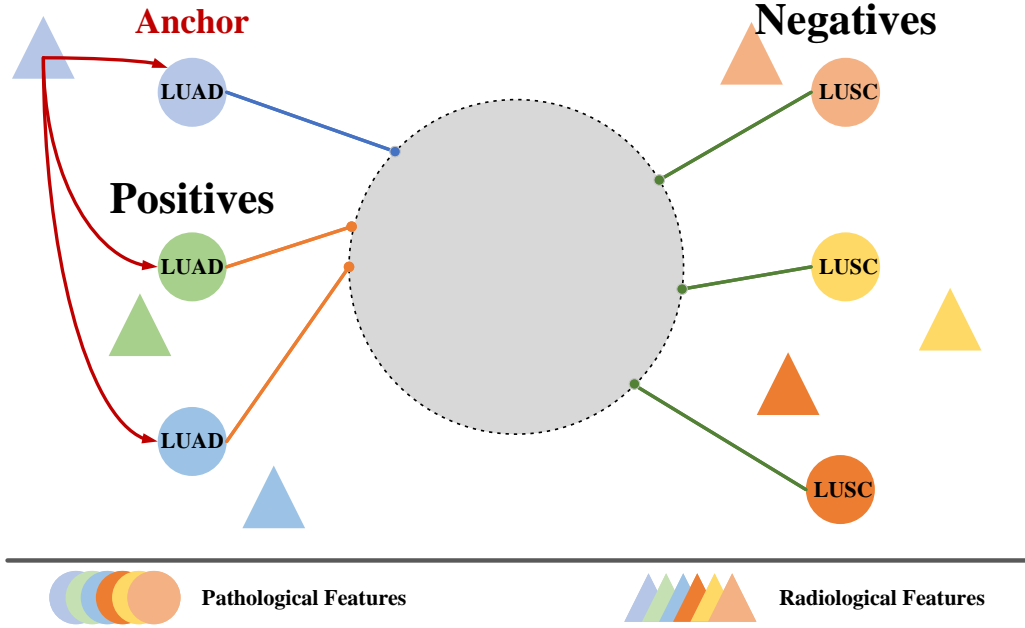 Anchor
Negatives
LUAD
LUSC
Positives
LUAD
LUSC
LUAD
LUSC
Pathological Features
Radiological Features